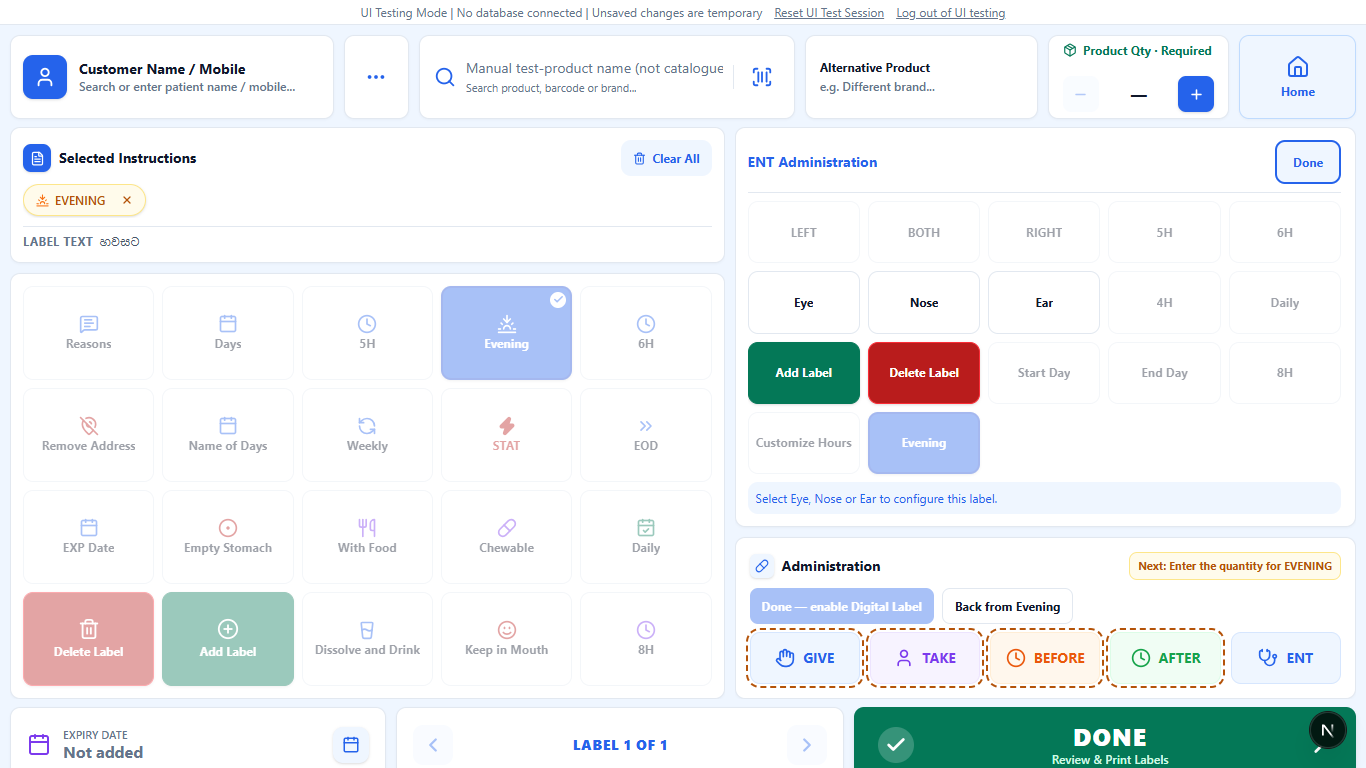 UI Testing Mode | No database connected | Unsaved changes are temporary Reset UI Test Session Log out of UI testing
Customer Name / Mobile
Search or enter patient name / mobile...
Manual test-product name (not catalogue
Search product, barcode or brand...
Alternative Product
e.g. Different brand...
Product Qty · Required
Home
Selected Instructions
Clear All
EVENING
LABEL TEXT හවසට
Reasons
Days
5H
Evening
6H
Remove Address
Name of Days
Weekly
STAT
EOD
EXP Date
Empty Stomach
With Food
Chewable
Daily
Delete Label
Add Label
Dissolve and Drink
Keep in Mouth
8H
ENT Administration
Done
LEFT
BOTH
RIGHT
5H
6H
Eye
Nose
Ear
4H
Daily
Add Label
Delete Label
Start Day
End Day
8H
Customize Hours
Evening
Select Eye, Nose or Ear to configure this label.
Administration
Next: Enter the quantity for EVENING
Done — enable Digital Label
Back from Evening
GIVE
TAKE
BEFORE
AFTER
ENT
EXPIRY DATE
Not added
LABEL 1 OF 1
DONE
Review & Print Labels
N